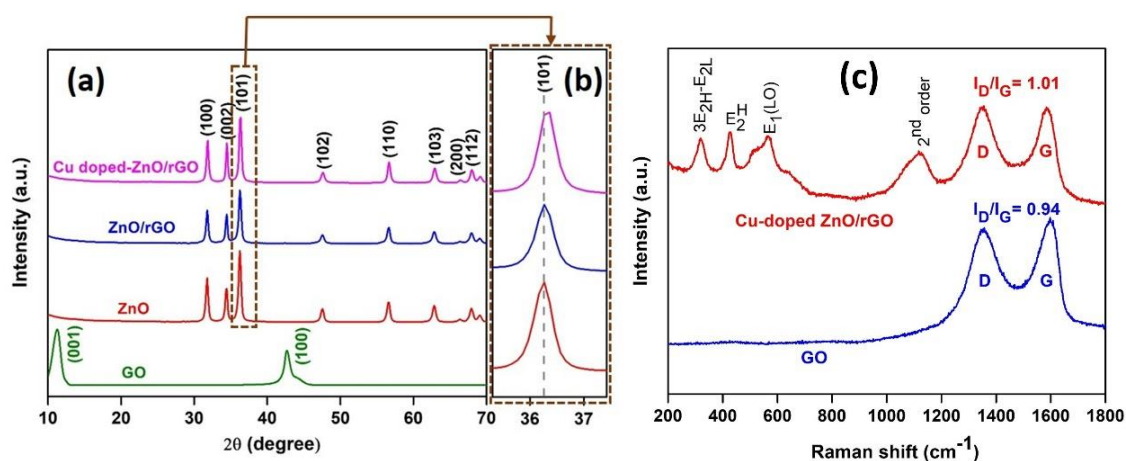 (a)
(100)
(002)
(101)
(102)
(110)
(103)
(200)
(112)
Cu doped-ZnO/rGO
ZnO/rGO
ZnO
(001)
(100)
GO
10 20 30 40 50 60 70
2θ (degree)
Intensity (a.u.)
(b)
(101)
36 37
(c)
3E2H-E2L
E2H
E1(LO)
2nd order
ID/IG= 1.01
D G
Cu-doped ZnO/rGO
ID/IG= 0.94
D G
GO
200 400 600 800 1000 1200 1400 1600 1800
Raman shift (cm-1)
Intensity (a.u.)